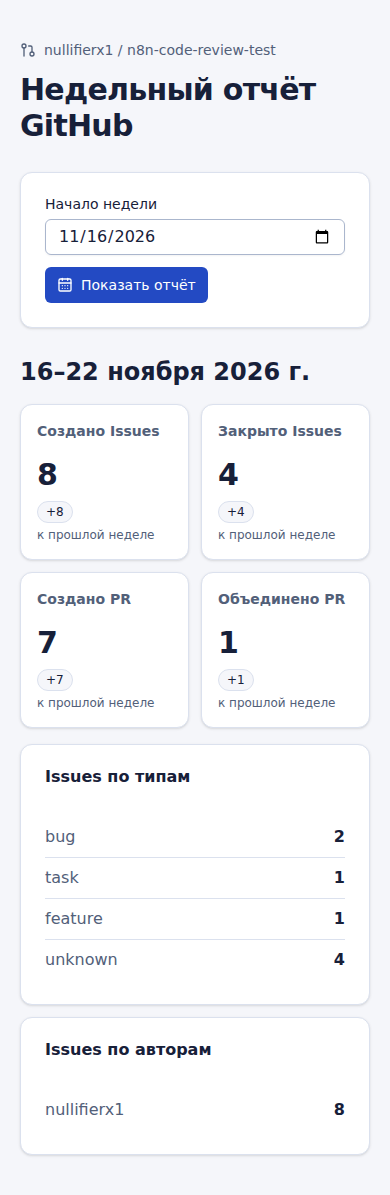 nullifierx1 / n8n-code-review-test
Недельный отчёт
GitHub
Начало недели
11/16/2026
Показать отчёт
16–22 ноября 2026 г.
Создано Issues
8
+8
к прошлой неделе
Закрыто Issues
4
+4
к прошлой неделе
Создано PR
7
+7
к прошлой неделе
Объединено PR
1
+1
к прошлой неделе
Issues по типам
bug 2
task 1
feature 1
unknown 4
Issues по авторам
nullifierx1 8